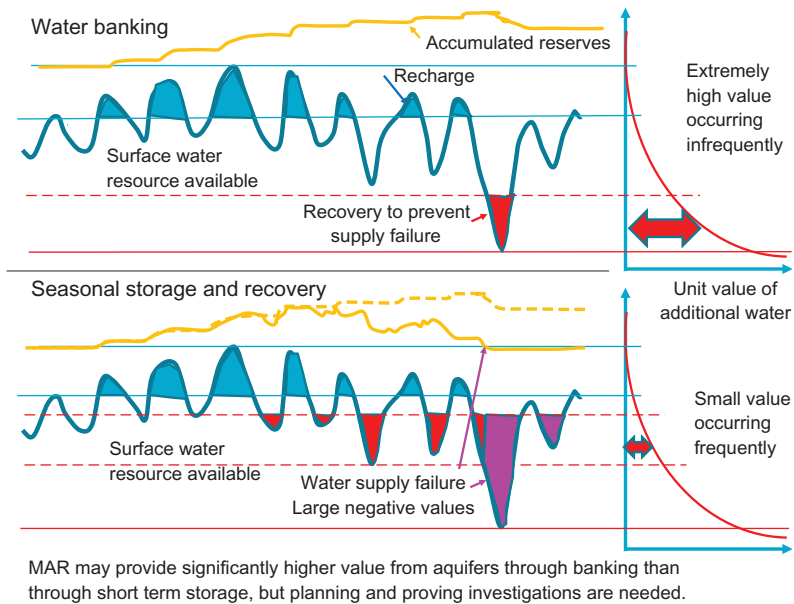 Water banking
Accumulated reserves
Recharge
Surface water
resource available
Recovery to prevent
supply failure
Extremely
high value
occurring
infrequently
Seasonal storage and recovery
Unit value of
additional water
Surface water
resource available
Water supply failure
Large negative values
Small value
occurring
frequently
MAR may provide significantly higher value from aquifers through banking than
through short term storage, but planning and proving investigations are needed.